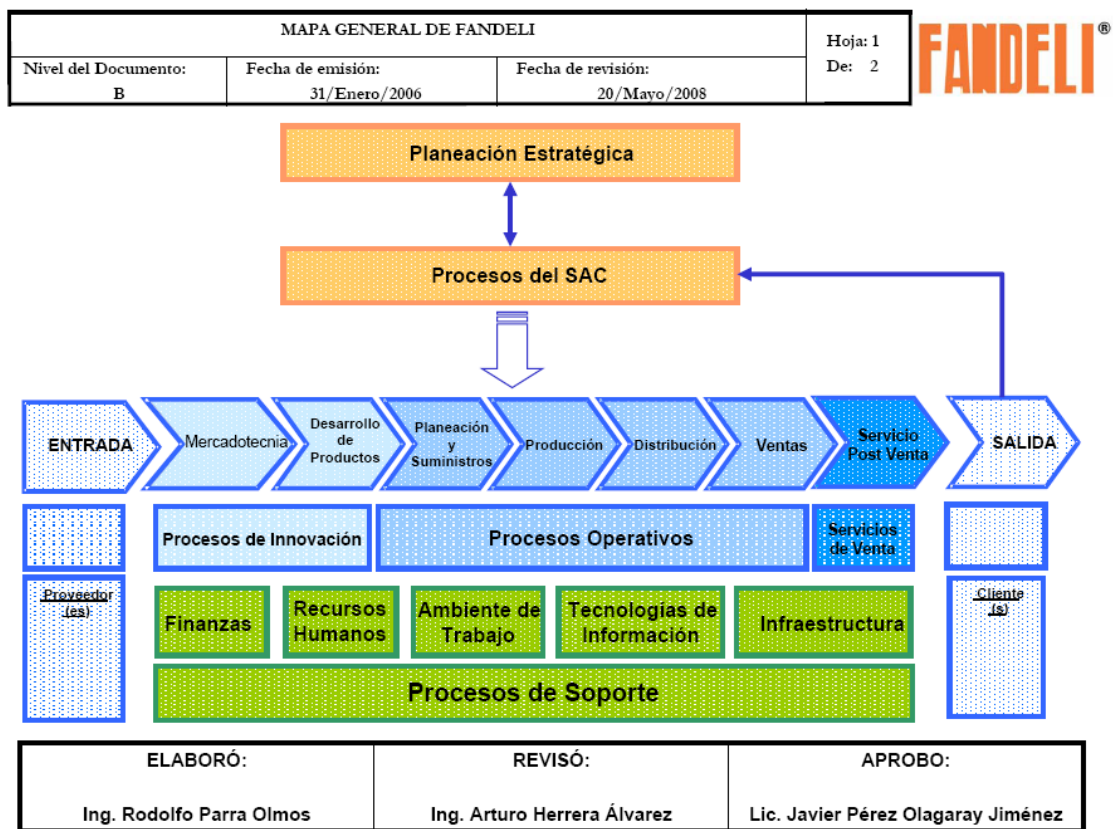 MAPA GENERAL DE FANDELI
Hoja: 1
De: 2
FANDELI®
Nivel del Documento:
B
Fecha de emisión:
31/Enero/2006
Fecha de revisión:
20/Mayo/2008
Planeación Estratégica
Procesos del SAC
ENTRADA
Mercadotecnia
Desarrollo
de
Productos
Planeación
y
Suministros
Producción
Distribución
Ventas
Servicio
Post Venta
SALIDA
Procesos de Innovación
Procesos Operativos
Servicios
de Venta
Proveedor
(es)
Finanzas
Recursos
Humanos
Ambiente de
Trabajo
Tecnologías de
Información
Infraestructura
Cliente
(s)
Procesos de Soporte
ELABORÓ:
Ing. Rodolfo Parra Olmos
REVISÓ:
Ing. Arturo Herrera Álvarez
APROBO:
Lic. Javier Pérez Olagaray Jiménez